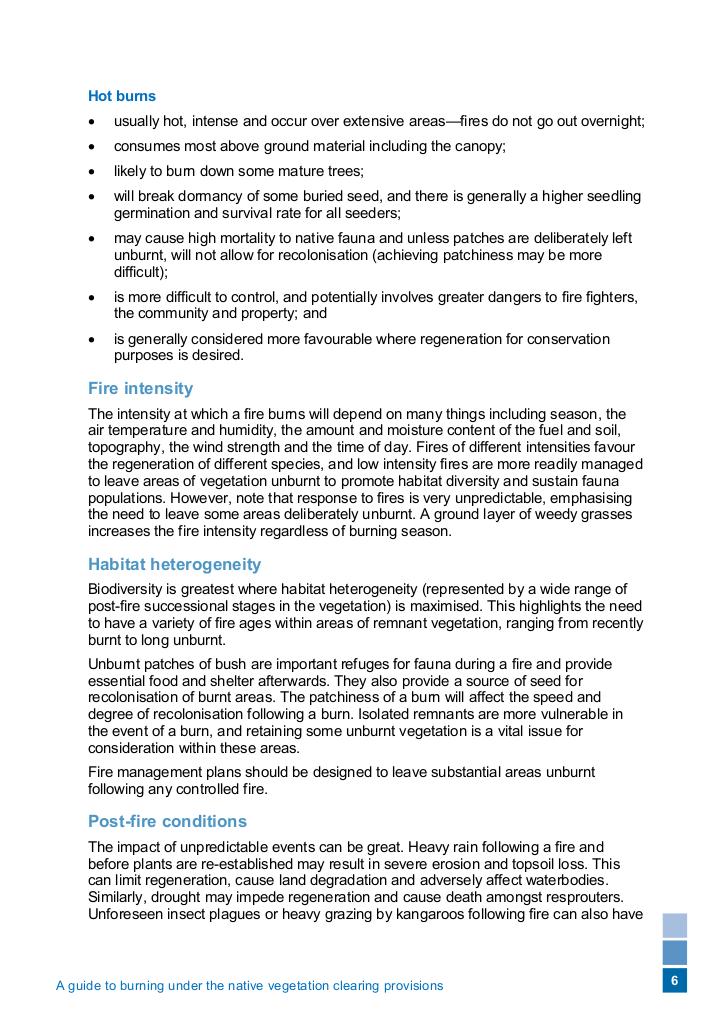 Hot burns
• usually hot, intense and occur over extensive areas—fires do not go out overnight;
• consumes most above ground material including the canopy;
• likely to burn down some mature trees;
• will break dormancy of some buried seed, and there is generally a higher seedling
germination and survival rate for all seeders;
• may cause high mortality to native fauna and unless patches are deliberately left
unburnt, will not allow for recolonisation (achieving patchiness may be more
difficult);
• is more difficult to control, and potentially involves greater dangers to fire fighters,
the community and property; and
• is generally considered more favourable where regeneration for conservation
purposes is desired.
Fire intensity
The intensity at which a fire burns will depend on many things including season, the
air temperature and humidity, the amount and moisture content of the fuel and soil,
topography, the wind strength and the time of day. Fires of different intensities favour
the regeneration of different species, and low intensity fires are more readily managed
to leave areas of vegetation unburnt to promote habitat diversity and sustain fauna
populations. However, note that response to fires is very unpredictable, emphasising
the need to leave some areas deliberately unburnt. A ground layer of weedy grasses
increases the fire intensity regardless of burning season.
Habitat heterogeneity
Biodiversity is greatest where habitat heterogeneity (represented by a wide range of
post-fire successional stages in the vegetation) is maximised. This highlights the need
to have a variety of fire ages within areas of remnant vegetation, ranging from recently
burnt to long unburnt.
Unburnt patches of bush are important refuges for fauna during a fire and provide
essential food and shelter afterwards. They also provide a source of seed for
recolonisation of burnt areas. The patchiness of a burn will affect the speed and
degree of recolonisation following a burn. Isolated remnants are more vulnerable in
the event of a burn, and retaining some unburnt vegetation is a vital issue for
consideration within these areas.
Fire management plans should be designed to leave substantial areas unburnt
following any controlled fire.
Post-fire conditions
The impact of unpredictable events can be great. Heavy rain following a fire and
before plants are re-established may result in severe erosion and topsoil loss. This
can limit regeneration, cause land degradation and adversely affect waterbodies.
Similarly, drought may impede regeneration and cause death amongst resprouters.
Unforeseen insect plagues or heavy grazing by kangaroos following fire can also have
A guide to burning under the native vegetation clearing provisions
6